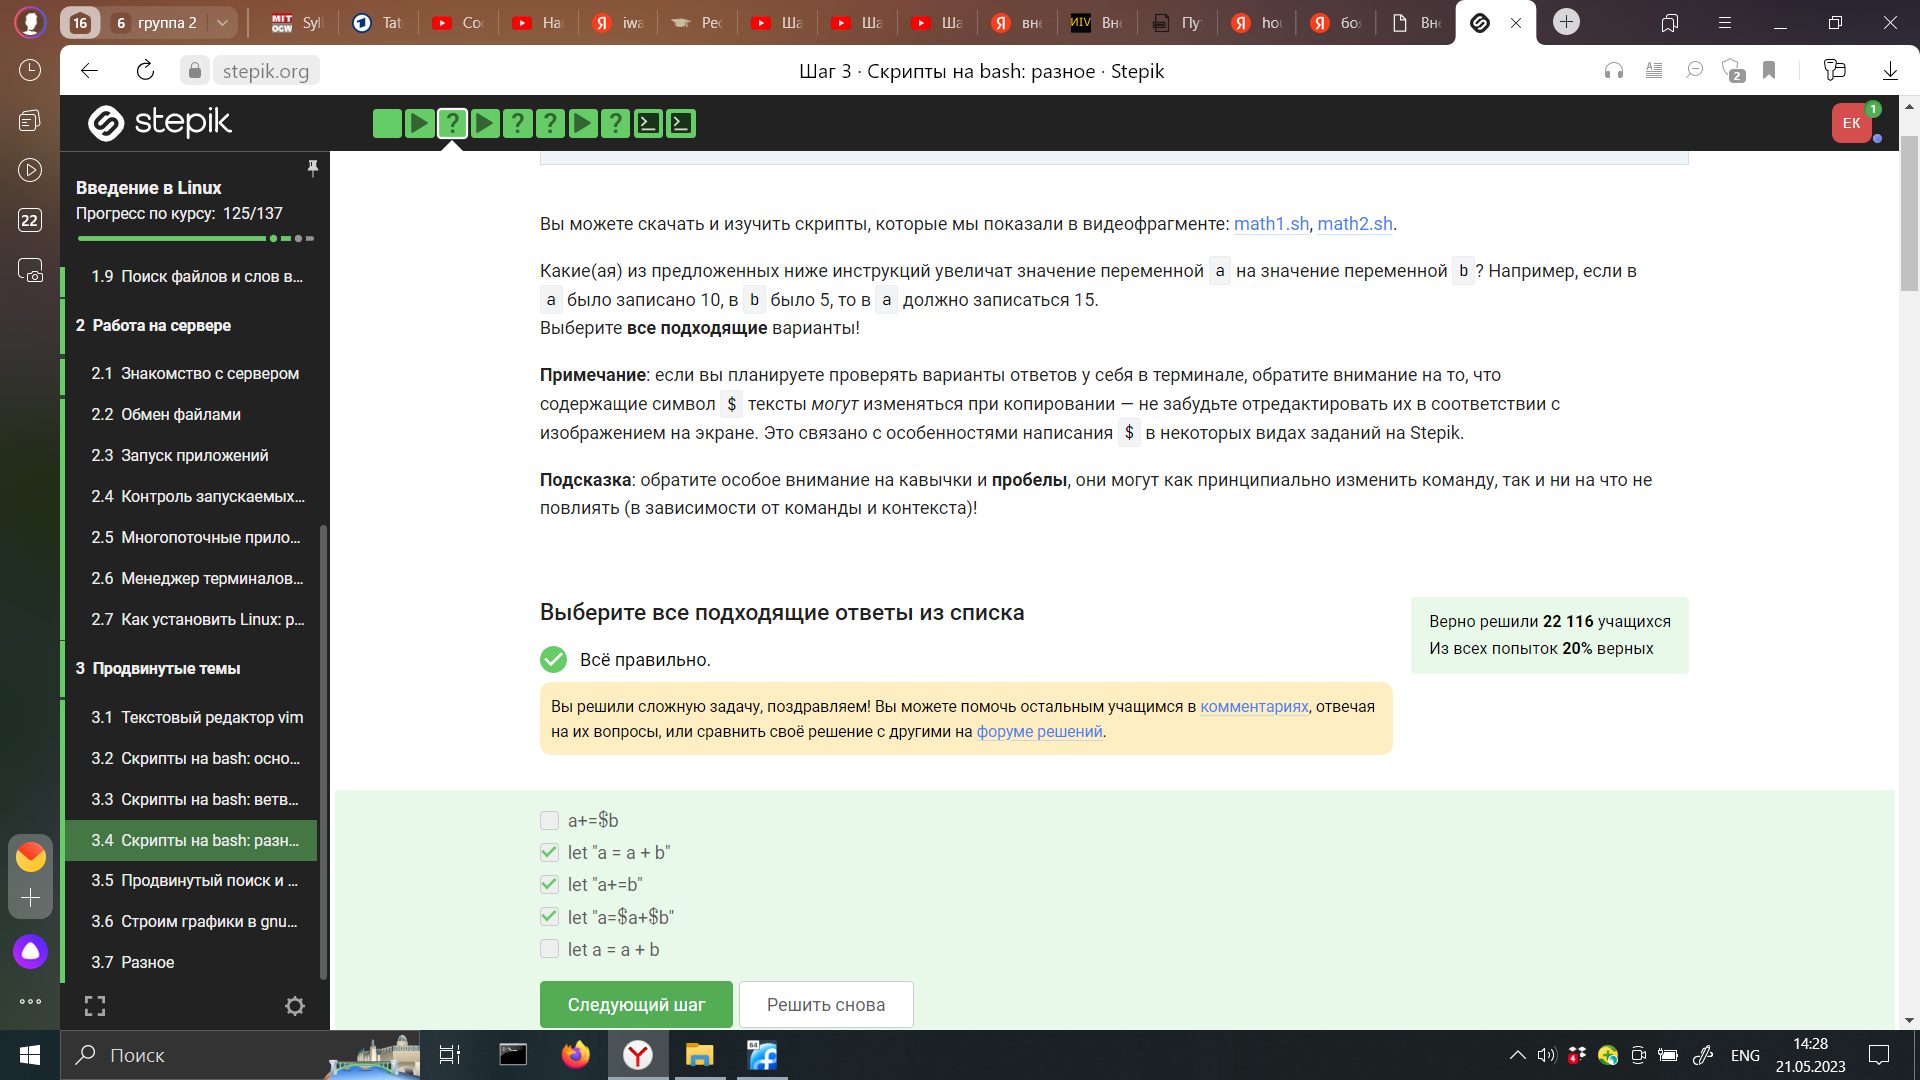 16
6 группа 2
MIT
OCW
Syl
Tat
Со
На
iwa
Рес
Ша
Ша
Ша
вне
ИIV
Вне
Пу
hou
боя
Вне
stepik.org
Шаг 3 · Скрипты на bash: разное · Stepik
2
22
stepik
EK
1
Введение в Linux
Прогресс по курсу: 125/137
1.9 Поиск файлов и слов в...
2 Работа на сервере
2.1 Знакомство с сервером
2.2 Обмен файлами
2.3 Запуск приложений
2.4 Контроль запускаемых...
2.5 Многопоточные прило...
2.6 Менеджер терминалов...
2.7 Как установить Linux: р...
3 Продвинутые темы
3.1 Текстовый редактор vim
3.2 Скрипты на bash: осно...
3.3 Скрипты на bash: ветв...
3.4 Скрипты на bash: разн...
3.5 Продвинутый поиск и ...
3.6 Строим графики в gnu...
3.7 Разное
Вы можете скачать и изучить скрипты, которые мы показали в видеофрагменте: math1.sh, math2.sh.
Какие(ая) из предложенных ниже инструкций увеличат значение переменной a на значение переменной b? Например, если в
a было записано 10, в b было 5, то в a должно записаться 15.
Выберите все подходящие варианты!
Примечание: если вы планируете проверять варианты ответов у себя в терминале, обратите внимание на то, что
содержащие символ $ тексты могут изменяться при копировании — не забудьте отредактировать их в соответствии с
изображением на экране. Это связано с особенностями написания $ в некоторых видах заданий на Stepik.
Подсказка: обратите особое внимание на кавычки и пробелы, они могут как принципиально изменить команду, так и ни на что не
повлиять (в зависимости от команды и контекста)!
Выберите все подходящие ответы из списка
Верно решили 22 116 учащихся
Из всех попыток 20% верных
Всё правильно.
Вы решили сложную задачу, поздравляем! Вы можете помочь остальным учащимся в комментариях, отвечая
на их вопросы, или сравнить своё решение с другими на форуме решений.
a+=$b
let "a = a + b"
let "a+=b"
let "a=$a+$b"
let a = a + b
Следующий шаг
Решить снова
Поиск
64
4
ENG
14:28
21.05.2023